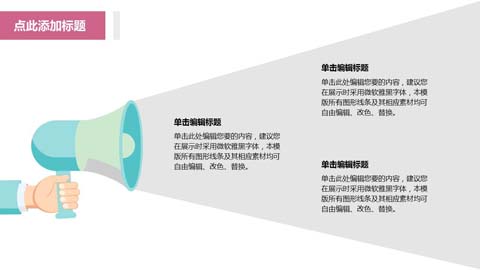 点此添加标题
单击编辑标题
单击此处编辑您要的内容，建议您
在展示时采用微软雅黑字体，本模
版所有图形线条及其相应素材均可
自由编辑、改色、替换。
单击编辑标题
单击此处编辑您要的内容，建议您
在展示时采用微软雅黑字体，本模
版所有图形线条及其相应素材均可
自由编辑、改色、替换。
单击编辑标题
单击此处编辑您要的内容，建议您
在展示时采用微软雅黑字体，本模
版所有图形线条及其相应素材均可
自由编辑、改色、替换。